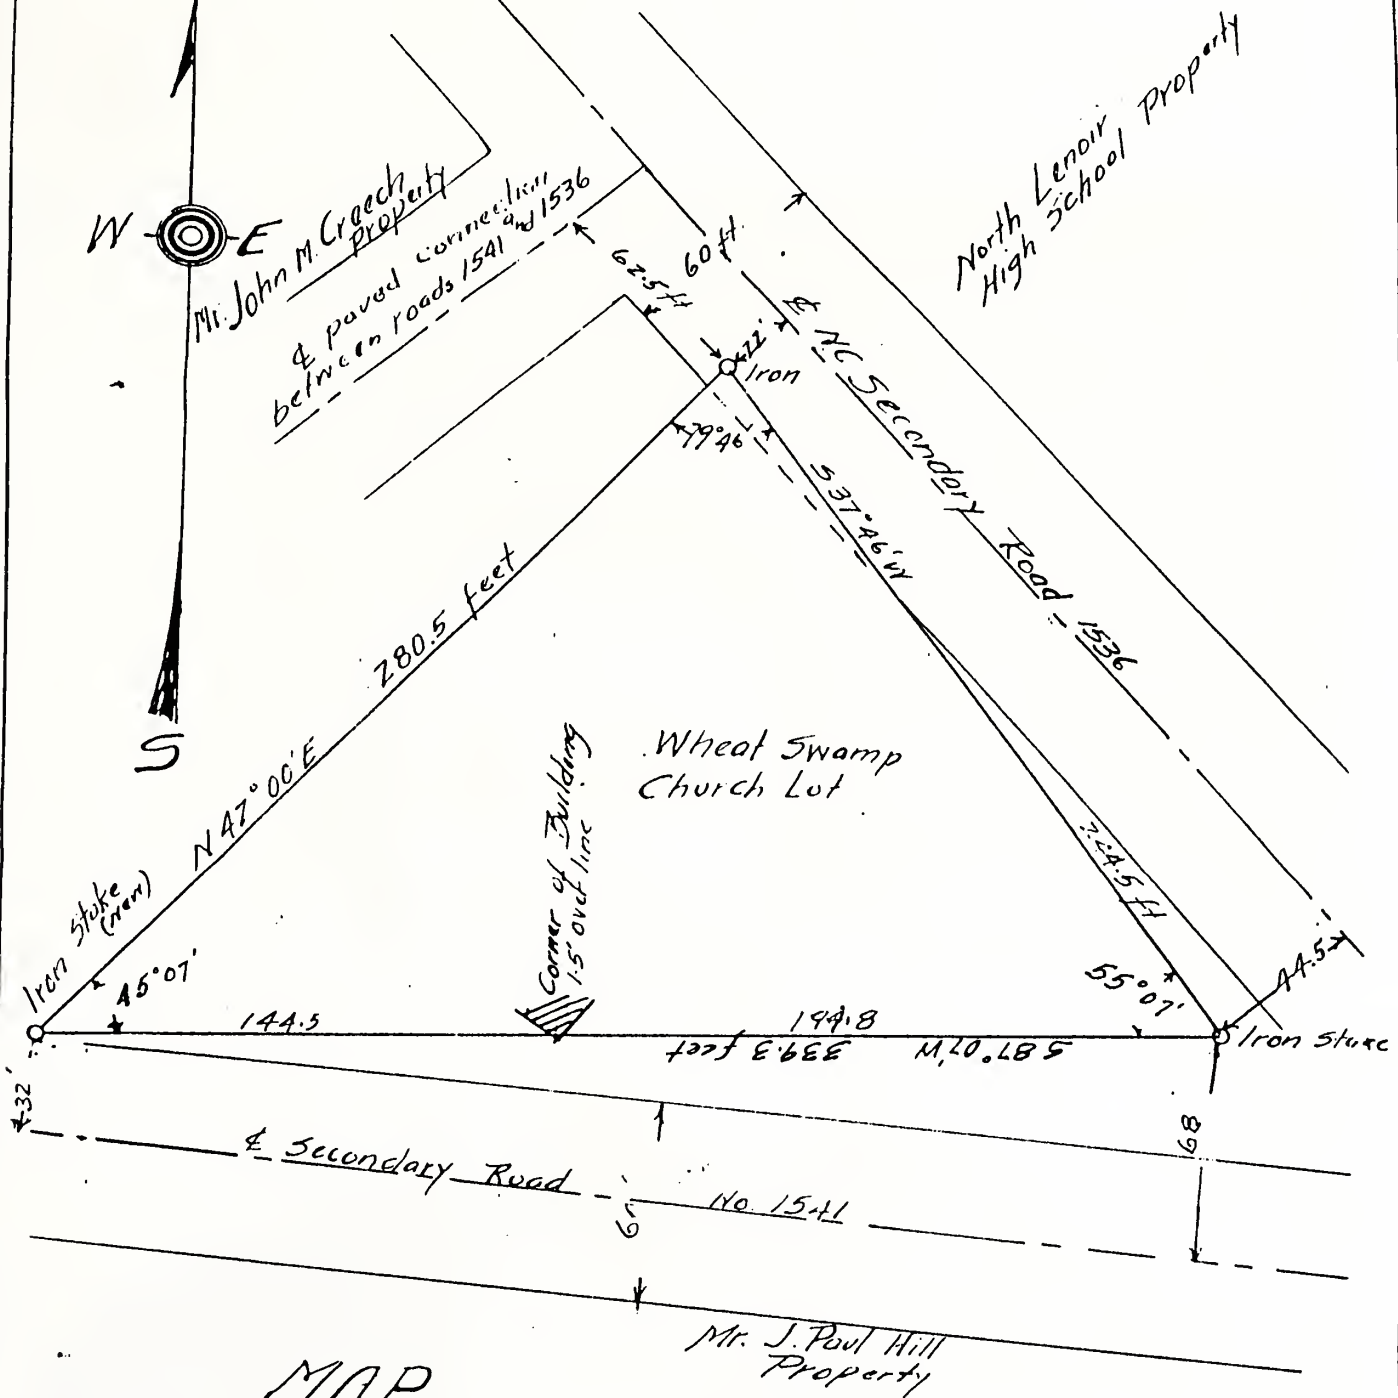 W E
S
Mr. John M. Creech
Property
℄ paved connection
and
between roads 1541 1536
62.5 ft
60 ft.
North Lenoir
High School Property
Iron
℄ NC Secondary Road 1536
79°46'
S 37°46' W
280.5 feet
N 47°00' E
Wheat Swamp
Church Lot
Corner of Building
1.5' over line
Iron Stake
(new)
45°07'
144.5
194.8
339.3 feet S 87°07' W
55°07'
44.5
Iron Stake
32'
68
℄ Secondary Road No. 1541
Mr. J. Paul Hill
Property
MAP